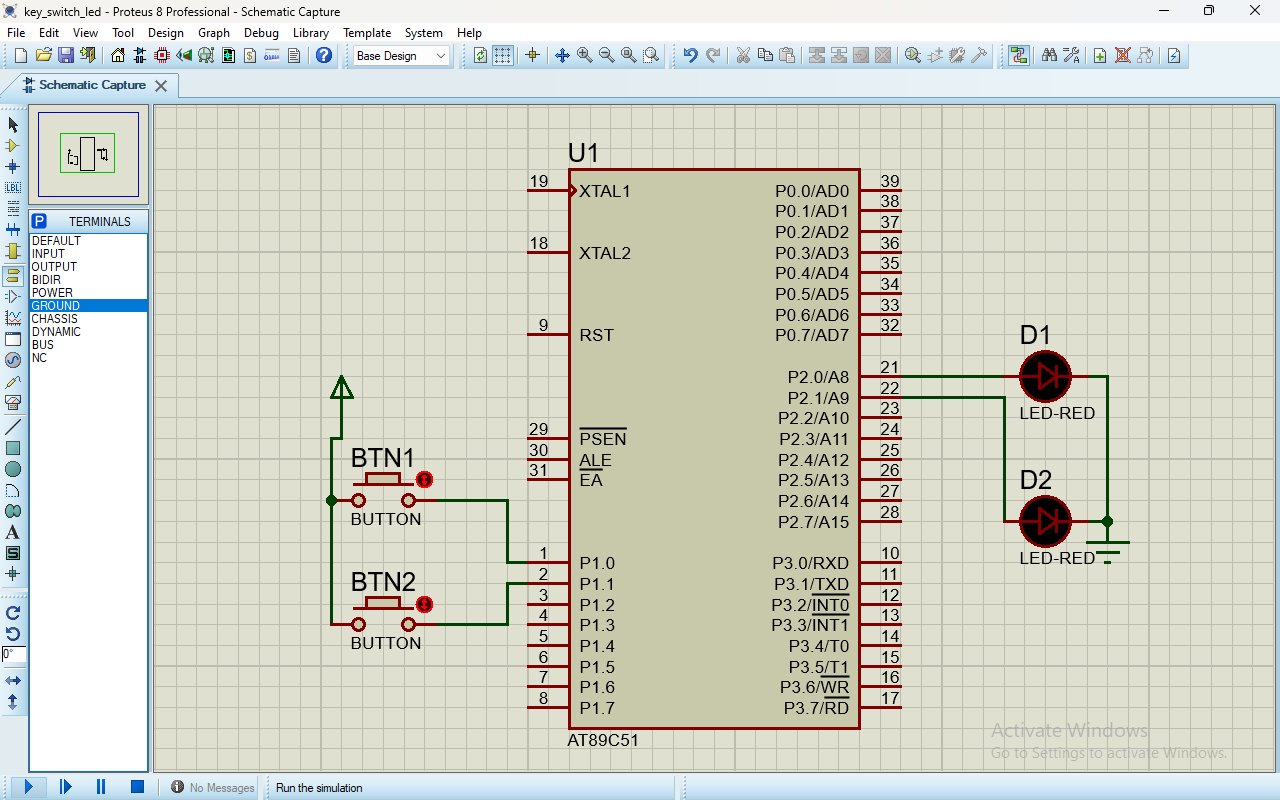 key_switch_led - Proteus 8 Professional - Schematic Capture
File Edit View Tool Design Graph Debug Library Template System Help
Base Design
Schematic Capture
P TERMINALS
DEFAULT
INPUT
OUTPUT
BIDIR
POWER
GROUND
CHASSIS
DYNAMIC
BUS
NC
LBL
A
S
0°
U1
19 XTAL1
18 XTAL2
9 RST
29 PSEN
30 ALE
31 EA
1 P1.0
2 P1.1
3 P1.2
4 P1.3
5 P1.4
6 P1.5
7 P1.6
8 P1.7
P0.0/AD0 39
P0.1/AD1 38
P0.2/AD2 37
P0.3/AD3 36
P0.4/AD4 35
P0.5/AD5 34
P0.6/AD6 33
P0.7/AD7 32
P2.0/A8 21
P2.1/A9 22
P2.2/A10 23
P2.3/A11 24
P2.4/A12 25
P2.5/A13 26
P2.6/A14 27
P2.7/A15 28
P3.0/RXD 10
P3.1/TXD 11
P3.2/INT0 12
P3.3/INT1 13
P3.4/T0 14
P3.5/T1 15
P3.6/WR 16
P3.7/RD 17
AT89C51
BTN1
BUTTON
BTN2
BUTTON
D1
LED-RED
D2
LED-RED
Activate Windows
Go to Settings to activate Windows.
No Messages
Run the simulation